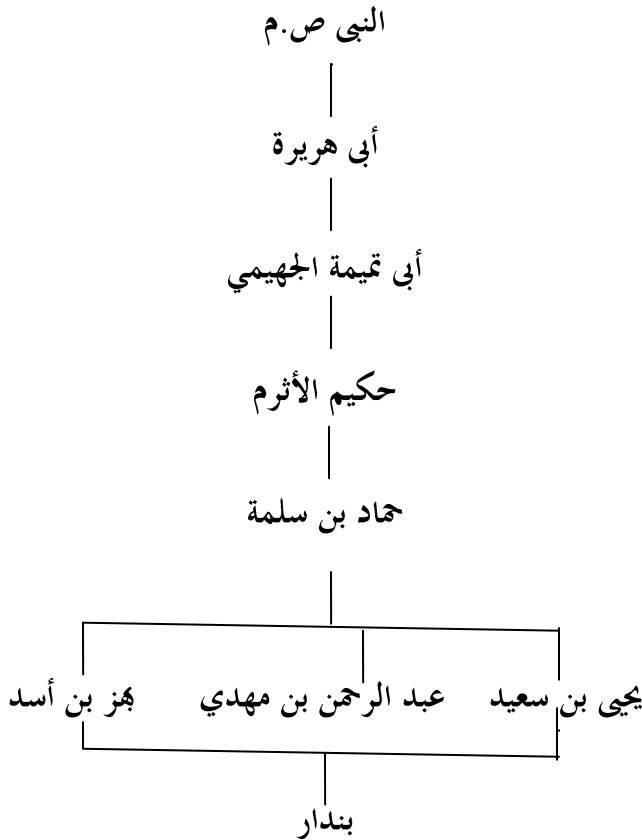 النبى ص.م
أبى هريرة
أبى تميمة الجهيمي
حكيم الأثرم
حماد بن سلمة
يحيى بن سعيد عبد الرحمن بن مهدي بهز بن أسد
بندار